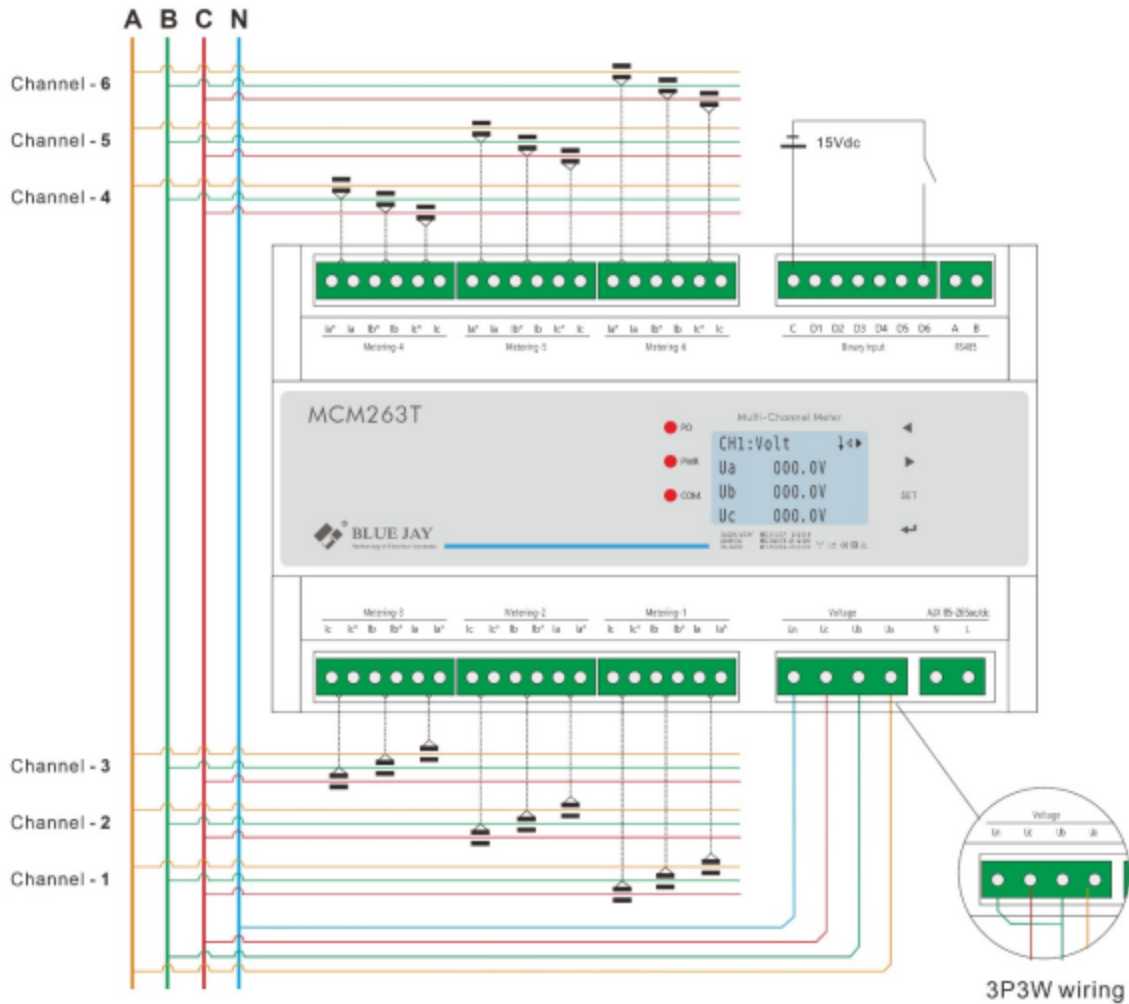 A B C N
Channel - 6
Channel - 5
Channel - 4
15Vdc
Ia* Ia Ib* Ib Ic* Ic
Ia* Ia Ib* Ib Ic* Ic
Ia* Ia Ib* Ib Ic* Ic
C D1 D2 D3 D4 D5 D6
A B
Metering-4
Metering-5
Metering-6
Binary Input
RS485
MCM263T
Multi-Channel Meter
PQ
PWR
COM.
CH1:Volt
Ua 000.0V
Ub 000.0V
Uc 000.0V
SET
® BLUE JAY
Metering-3
Metering-2
Metering-1
Voltage
AUX 85-265ac/dc
Ic Ic* Ib Ib* Ia Ia*
Ic Ic* Ib Ib* Ia Ia*
Ic Ic* Ib Ib* Ia Ia*
Un Uc Ub Ua
N L
Channel - 3
Channel - 2
Channel - 1
Voltage
Un Uc Ub Ua
3P3W wiring